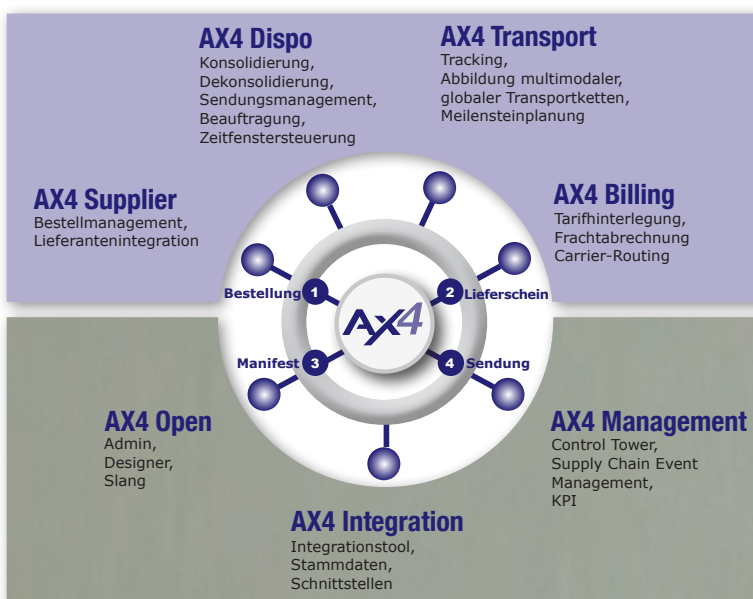 AX4 Dispo
Konsolidierung,
Dekonsolidierung,
Sendungsmanagement,
Beauftragung,
Zeitfenstersteuerung
AX4 Transport
Tracking,
Abbildung multimodaler,
globaler Transportketten,
Meilensteinplanung
AX4 Supplier
Bestellmanagement,
Lieferantenintegration
AX4 Billing
Tarifhinterlegung,
Frachtabrechnung
Carrier-Routing
Bestellung 1
2 Lieferschein
AX4
Manifest 3
4 Sendung
AX4 Open
Admin,
Designer,
Slang
AX4 Management
Control Tower,
Supply Chain Event
Management,
KPI
AX4 Integration
Integrationstool,
Stammdaten,
Schnittstellen